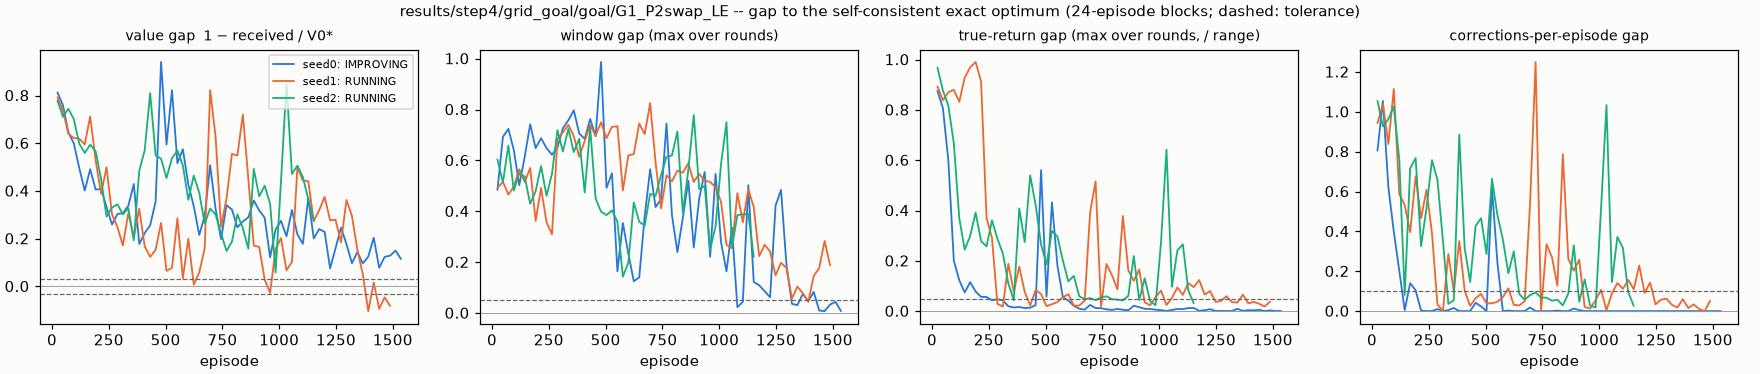 results/step4/grid_goal/goal/G1_P2swap_LE -- gap to the self-consistent exact optimum (24-episode blocks; dashed: tolerance)
value gap  1 − received / V0*
seed0: IMPROVING
seed1: RUNNING
seed2: RUNNING
0.8
0.6
0.4
0.2
0.0
0 250 500 750 1000 1250 1500
episode
window gap (max over rounds)
1.0
0.8
0.6
0.4
0.2
0.0
0 250 500 750 1000 1250 1500
episode
true-return gap (max over rounds, / range)
1.0
0.8
0.6
0.4
0.2
0.0
0 250 500 750 1000 1250 1500
episode
corrections-per-episode gap
1.2
1.0
0.8
0.6
0.4
0.2
0.0
0 250 500 750 1000 1250 1500
episode